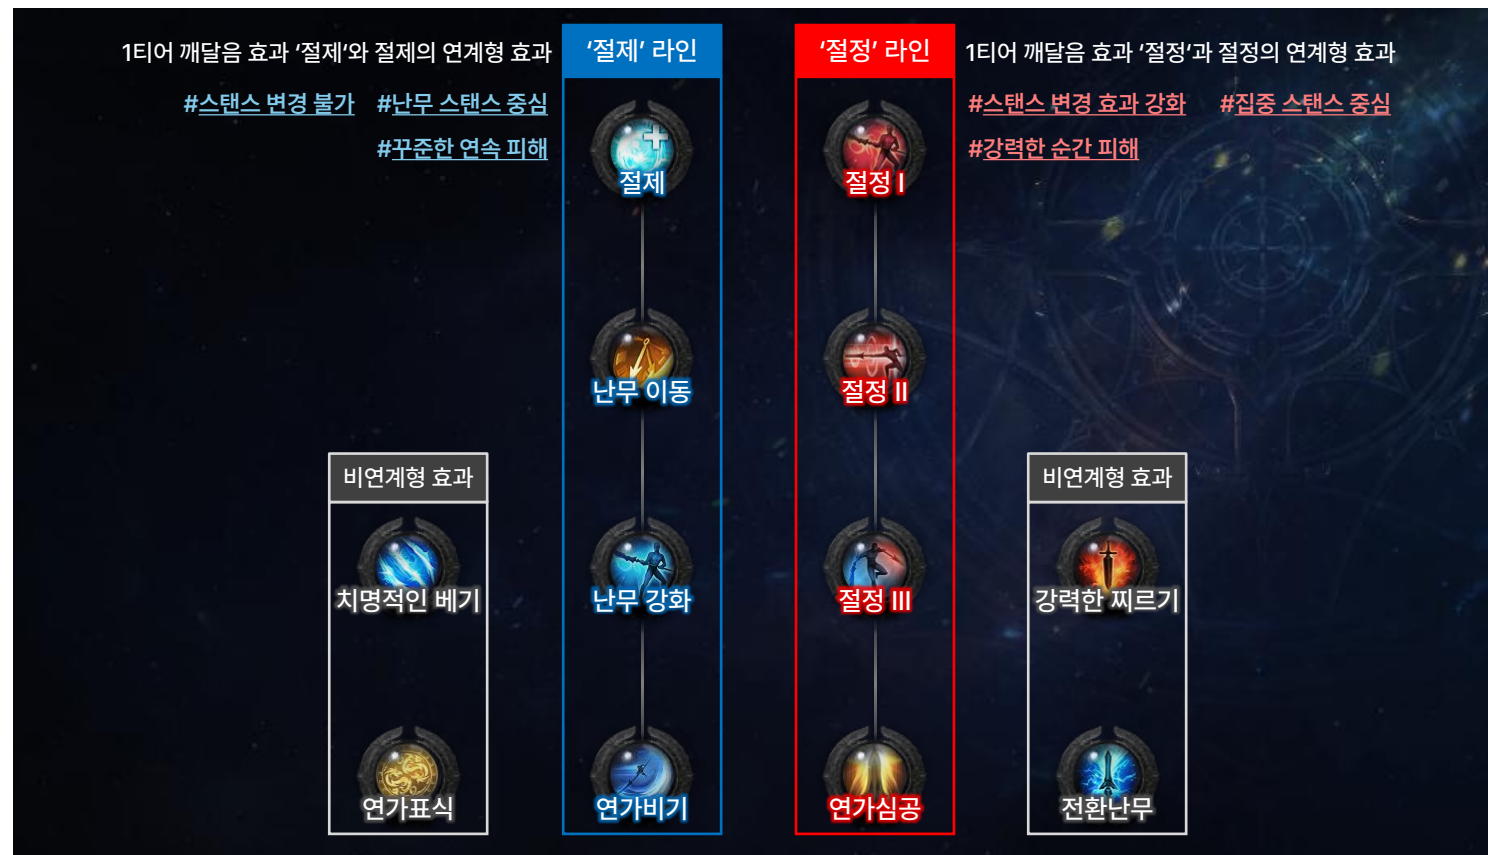 1티어 깨달음 효과 ‘절제‘와 절제의 연계형 효과
#스탠스 변경 불가 #난무 스탠스 중심
#꾸준한 연속 피해
‘절제’ 라인
절제
난무 이동
난무 강화
연가비기
‘절정’ 라인
절정 I
절정 II
절정 III
연가심공
1티어 깨달음 효과 ‘절정‘과 절정의 연계형 효과
#스탠스 변경 효과 강화 #집중 스탠스 중심
#강력한 순간 피해
비연계형 효과
치명적인 베기
연가표식
비연계형 효과
강력한 찌르기
전환난무